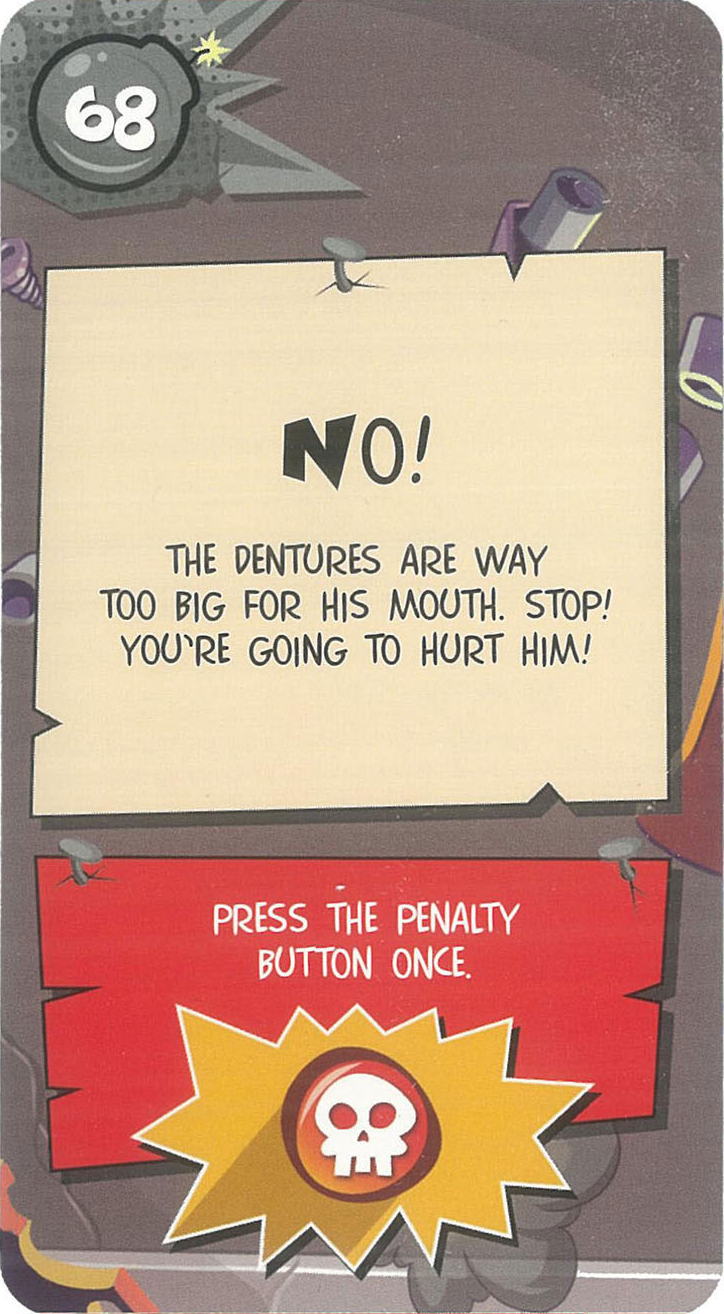 68
NO!
THE DENTURES ARE WAY
TOO BIG FOR HIS MOUTH. STOP!
YOU'RE GOING TO HURT HIM!
PRESS THE PENALTY
BUTTON ONCE.